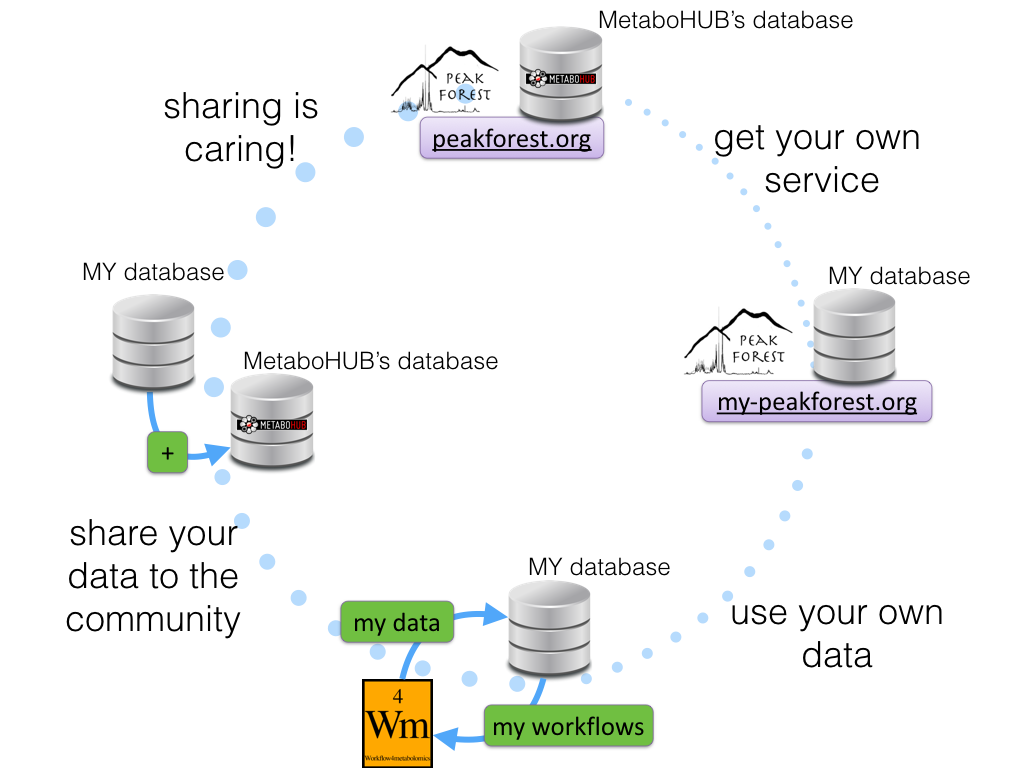 MetaboHUB's database
PEAK
FOREST
METABOHUB
peakforest.org
sharing is
caring!
get your own
service
MY database
MY database
PEAK
FOREST
my-peakforest.org
MetaboHUB's database
METABOHUB
+
share your
data to the
community
MY database
my data
use your own
data
4
Wm
Workflow4metabolomics
my workflows